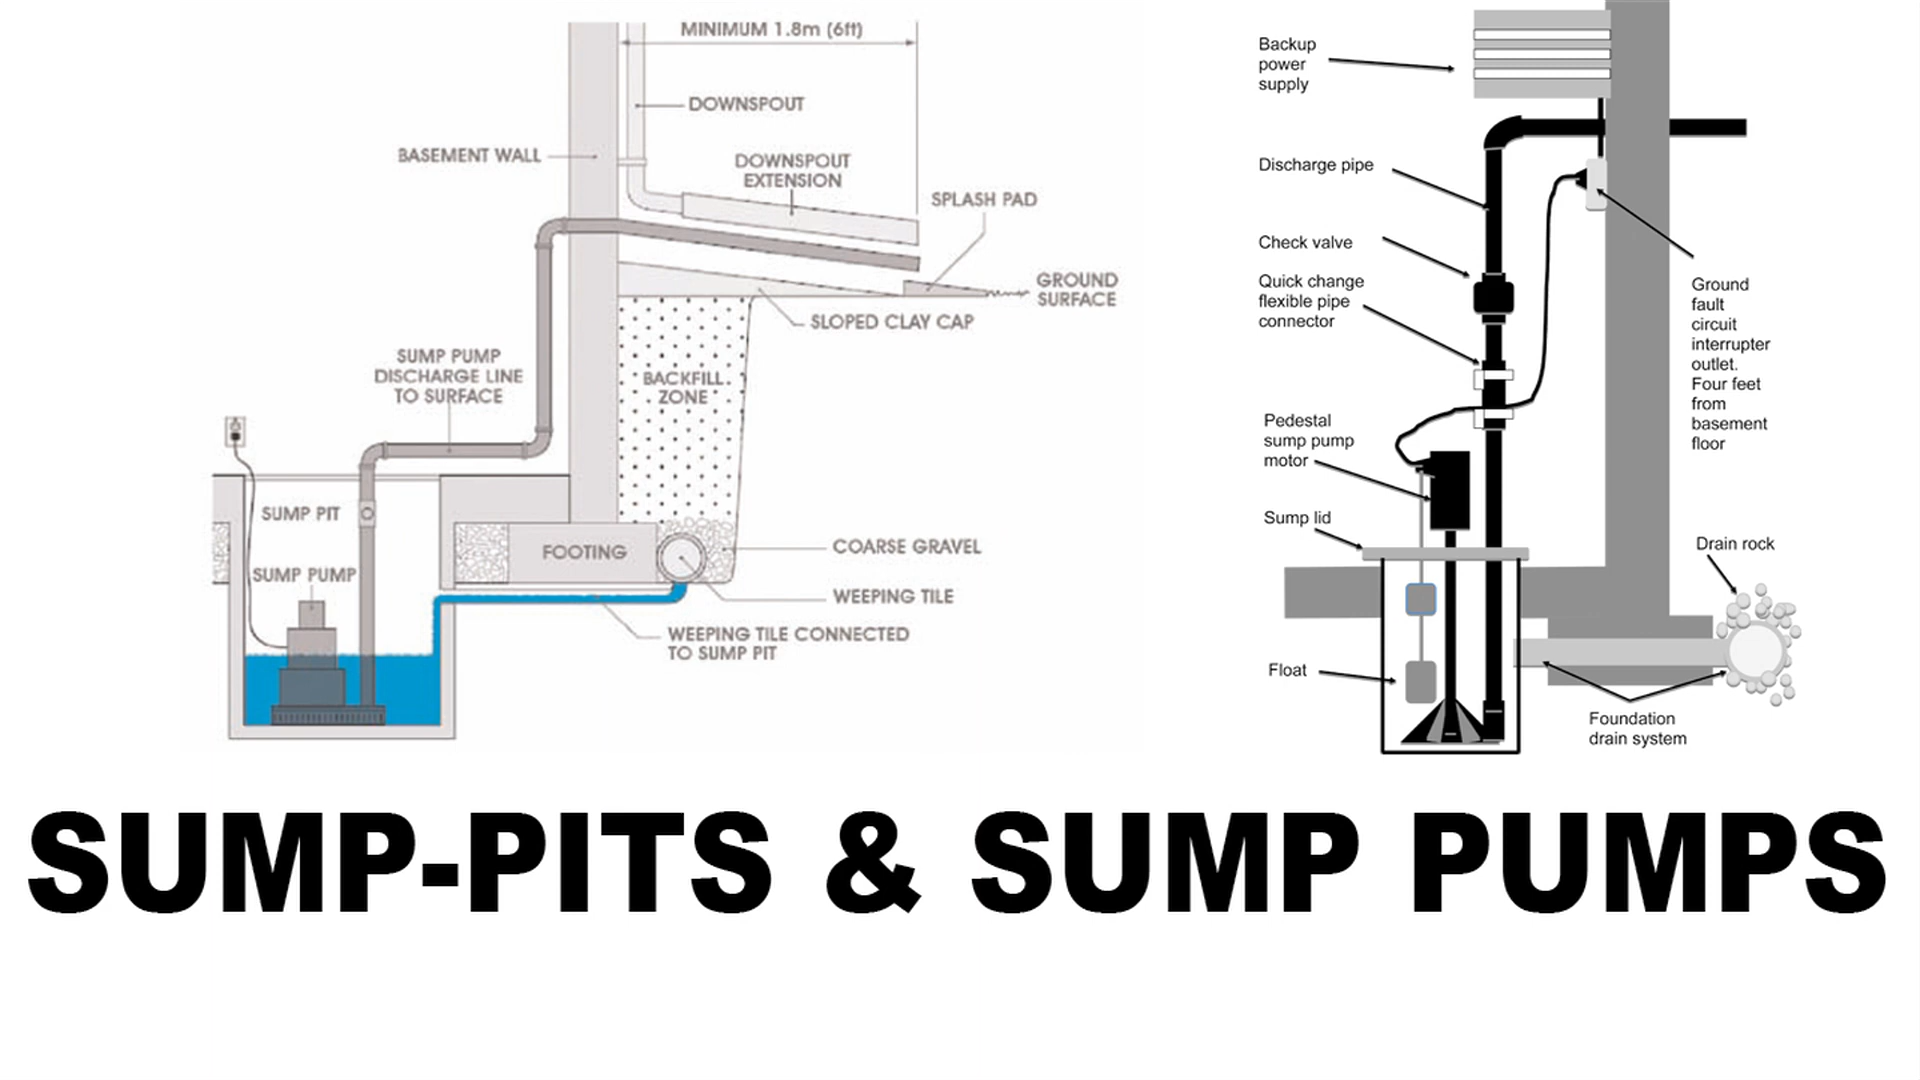 MINIMUM 1.8m (6ft)
DOWNSPOUT
BASEMENT WALL
DOWNSPOUT
EXTENSION
SPLASH PAD
GROUND
SURFACE
SLOPED CLAY CAP
SUMP PUMP
DISCHARGE LINE
TO SURFACE
BACKFILL
ZONE
SUMP PIT
FOOTING
COARSE GRAVEL
SUMP PUMP
WEEPING TILE
WEEPING TILE CONNECTED
TO SUMP PIT
Backup
power
supply
Discharge pipe
Check valve
Quick change
flexible pipe
connector
Ground
fault
circuit
interrupter
outlet.
Four feet
from
basement
floor
Pedestal
sump pump
motor
Sump lid
Drain rock
Float
Foundation
drain system
SUMP-PITS & SUMP PUMPS